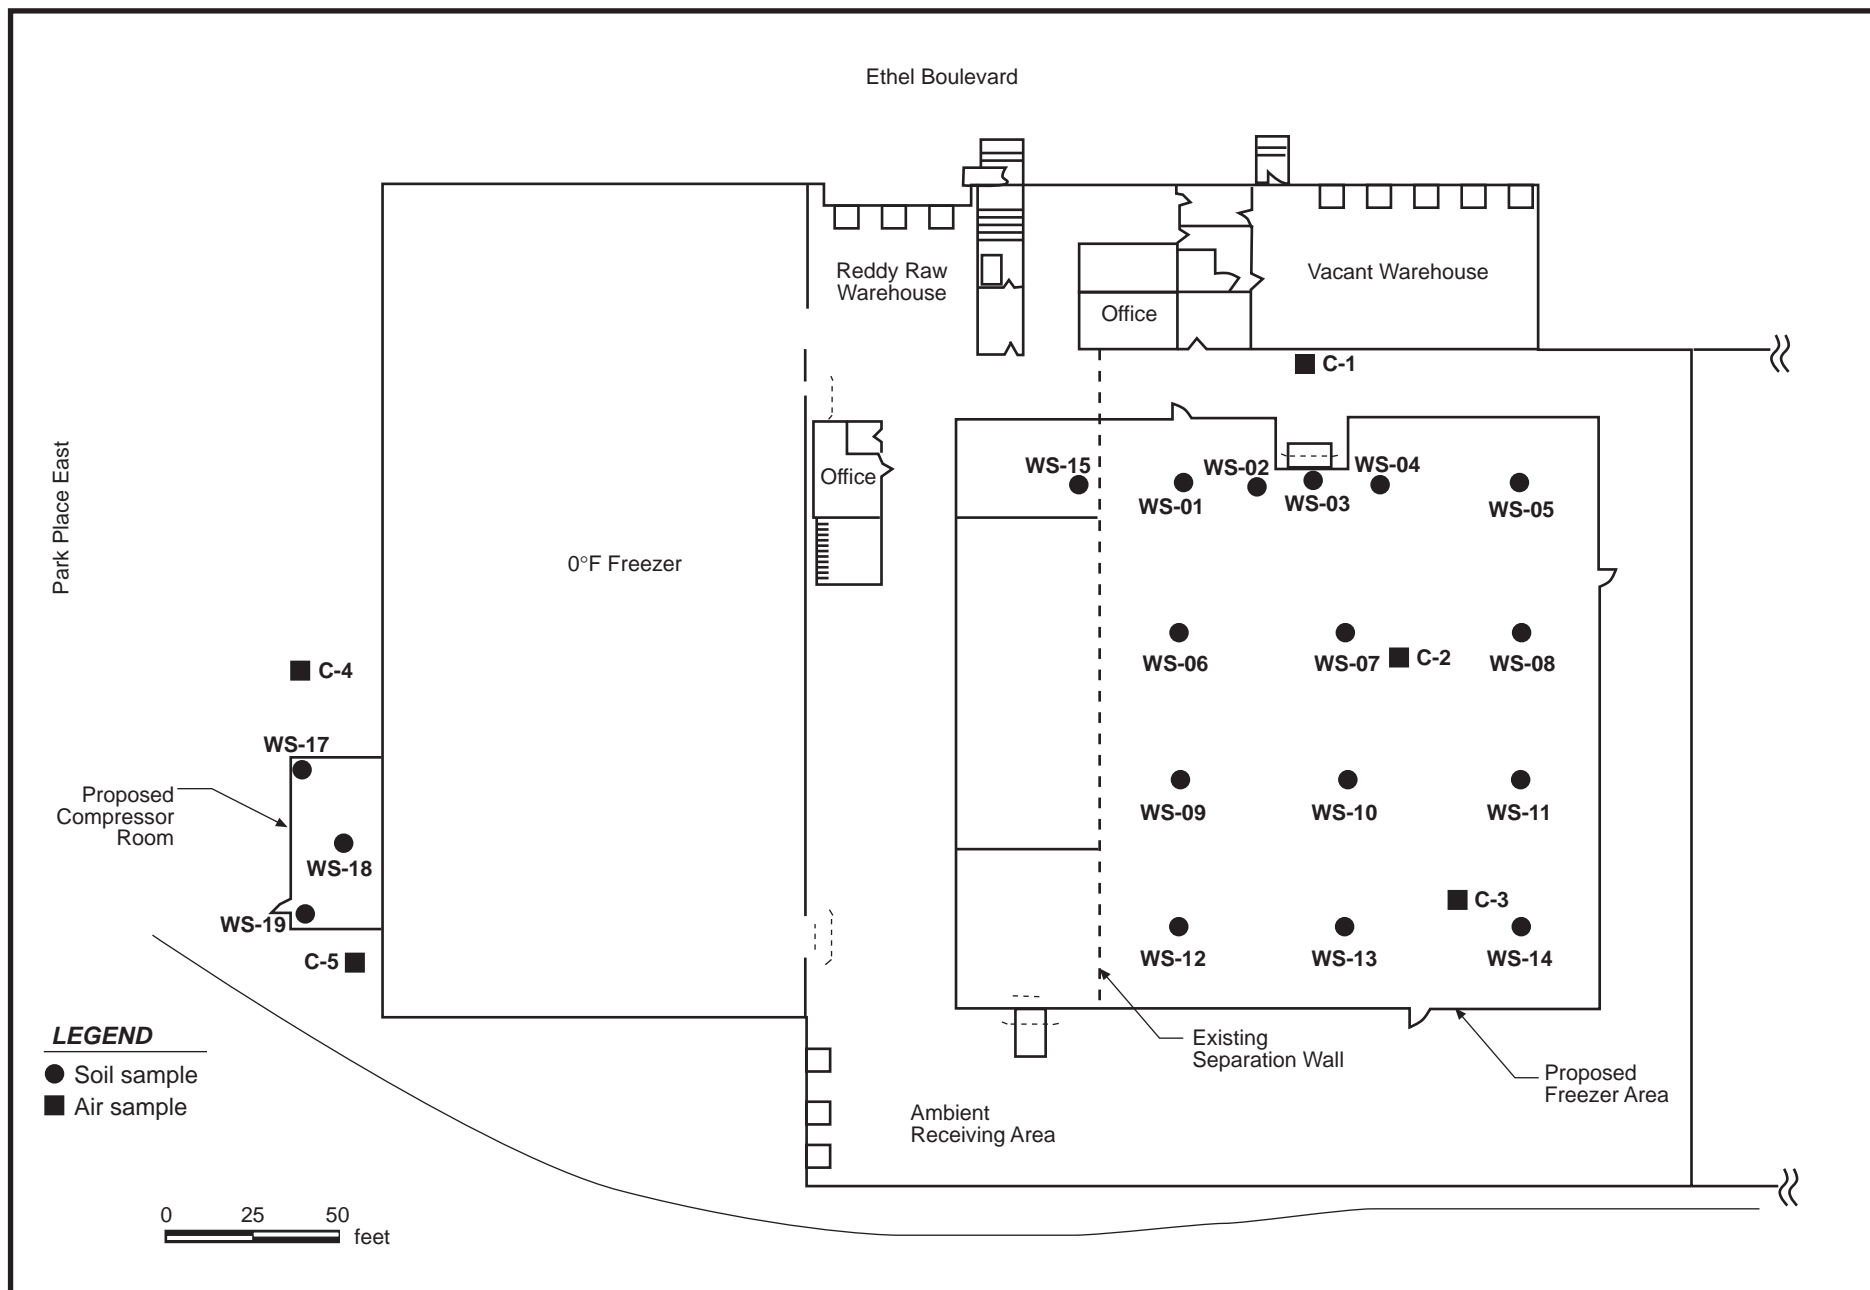 Ethel Boulevard
Reddy Raw
Warehouse
Office
Vacant Warehouse
C-1
Park Place East
Office
0°F Freezer
WS-15
WS-01
WS-02
WS-03
WS-04
WS-05
WS-06
WS-07
C-2
WS-08
C-4
WS-17
Proposed
Compressor
Room
WS-18
WS-19
C-5
WS-09
WS-10
WS-11
C-3
WS-12
WS-13
WS-14
Existing
Separation Wall
Proposed
Freezer Area
Ambient
Receiving Area
LEGEND
Soil sample
Air sample
0 25 50
feet